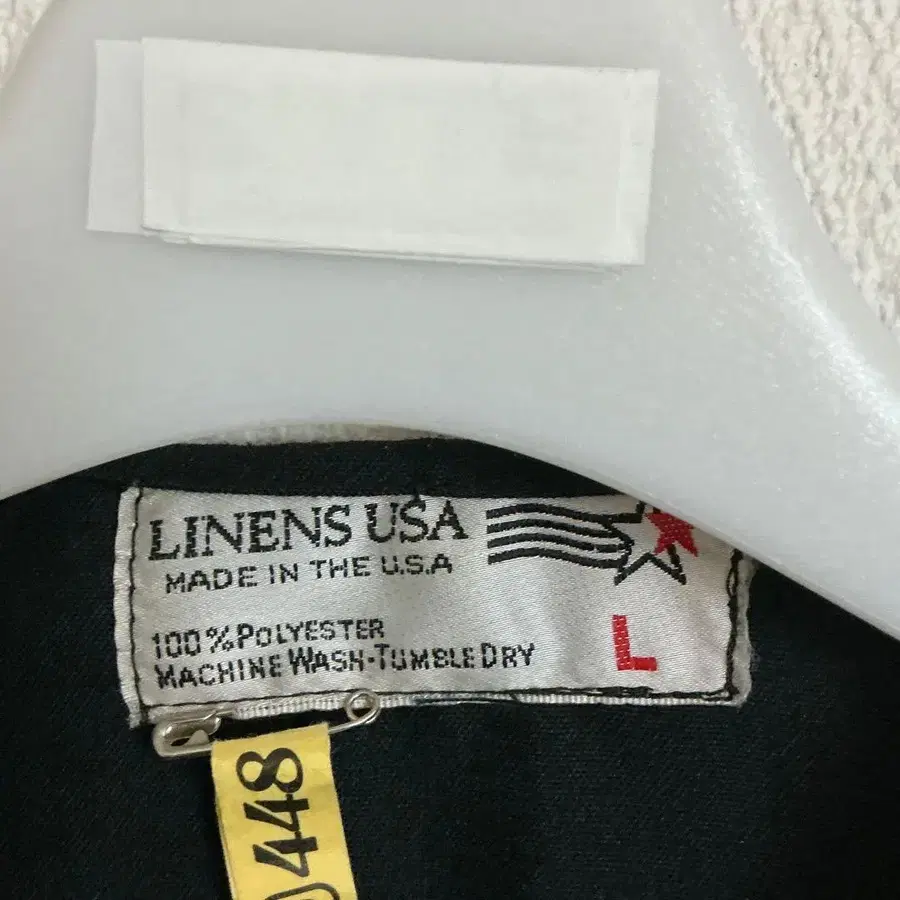 LINENS USA
MADE IN THE U.S.A
100% POLYESTER
MACHINE WASH-TUMBLE DRY
L
448